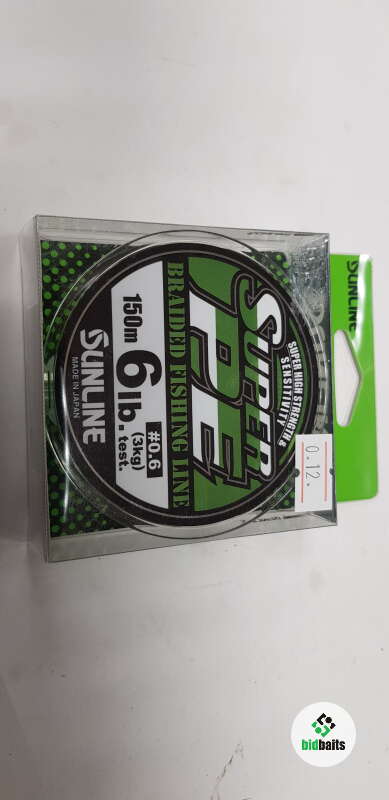 SUPER HIGH STRENGTH &
SENSITIVITY
SUPER
PE
BRAIDED FISHING LINE
150m
6lb.
#0.6
(3kg)
test.
SUNLINE
MADE IN JAPAN
SUNLINE
0.12.
bidbaits